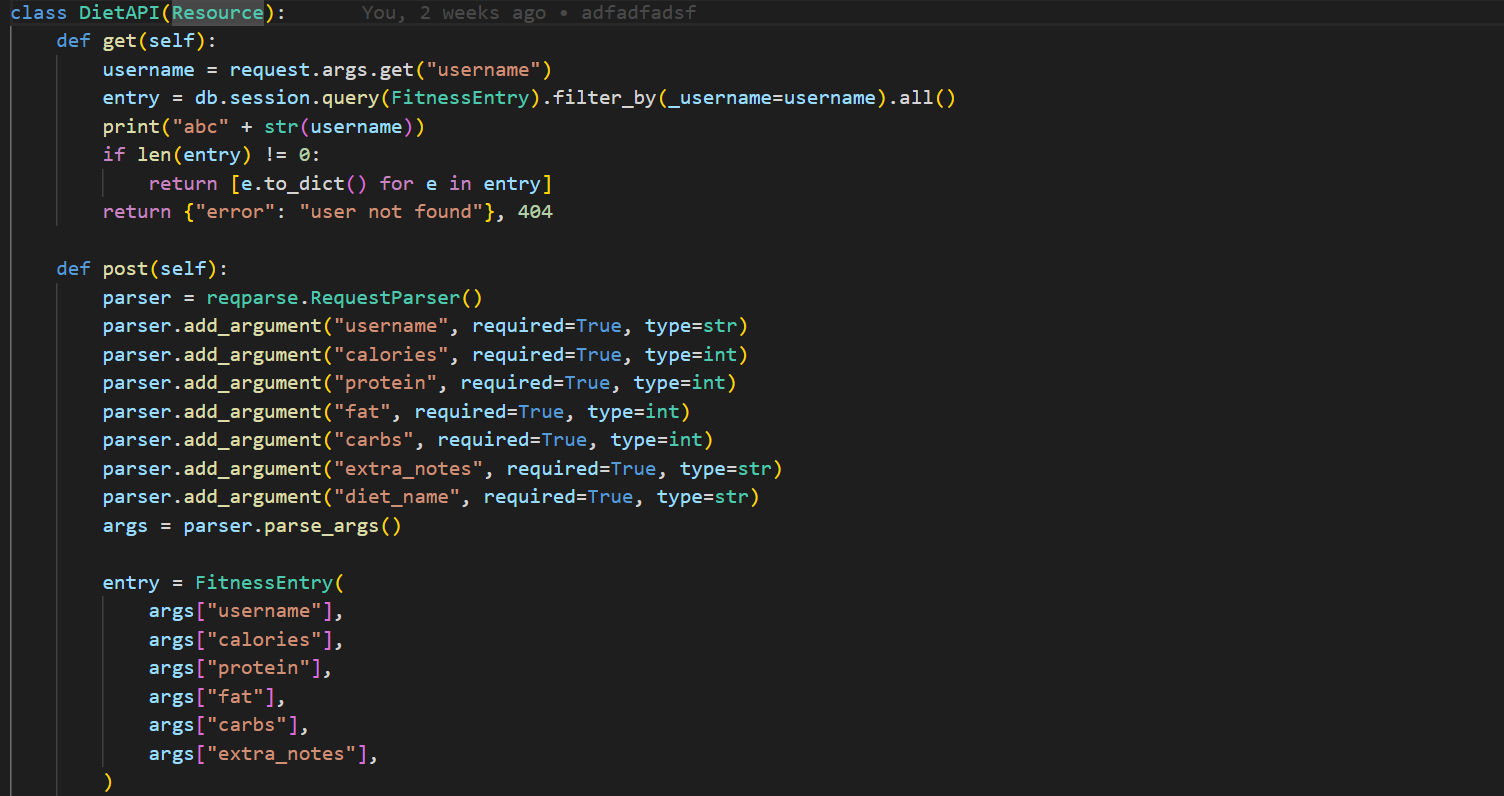 class DietAPI(Resource):      You, 2 weeks ago • adfadfadsf
    def get(self):
        username = request.args.get("username")
        entry = db.session.query(FitnessEntry).filter_by(_username=username).all()
        print("abc" + str(username))
        if len(entry) != 0:
            return [e.to_dict() for e in entry]
        return {"error": "user not found"}, 404

    def post(self):
        parser = reqparse.RequestParser()
        parser.add_argument("username", required=True, type=str)
        parser.add_argument("calories", required=True, type=int)
        parser.add_argument("protein", required=True, type=int)
        parser.add_argument("fat", required=True, type=int)
        parser.add_argument("carbs", required=True, type=int)
        parser.add_argument("extra_notes", required=True, type=str)
        parser.add_argument("diet_name", required=True, type=str)
        args = parser.parse_args()

        entry = FitnessEntry(
            args["username"],
            args["calories"],
            args["protein"],
            args["fat"],
            args["carbs"],
            args["extra_notes"],
        )